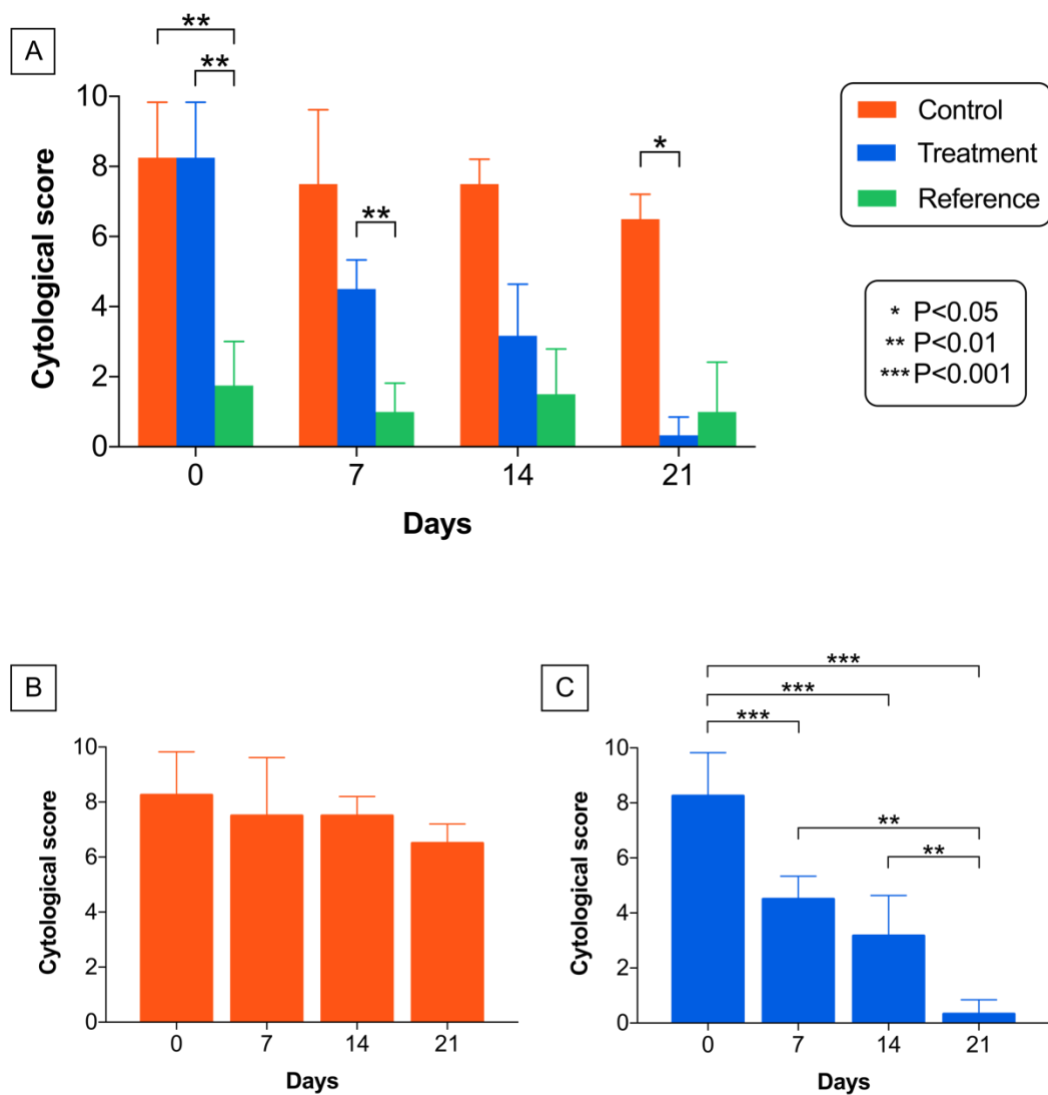 A
**
**
**
*
Cytological score
10
8
6
4
2
0
0 7 14 21
Days
Control
Treatment
Reference
* P<0.05
** P<0.01
*** P<0.001
B
Cytological score
10
8
6
4
2
0
0 7 14 21
Days
C
***
***
***
**
**
Cytological score
10
8
6
4
2
0
0 7 14 21
Days